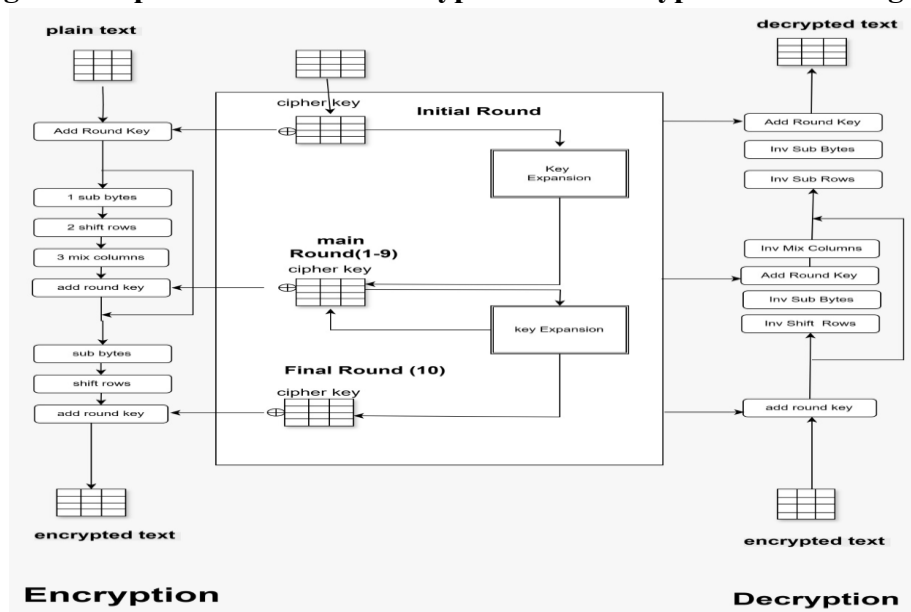 plain text
Add Round Key
1 sub bytes
2 shift rows
3 mix columns
add round key
sub bytes
shift rows
add round key
encrypted text
Encryption
cipher key
Initial Round
Key
Expansion
main
Round(1-9)
cipher key
key Expansion
Final Round (10)
cipher key
decrypted text
Add Round Key
Inv Sub Bytes
Inv Sub Rows
Inv Mix Columns
Add Round Key
Inv Sub Bytes
Inv Shift Rows
add round key
encrypted text
Decryption